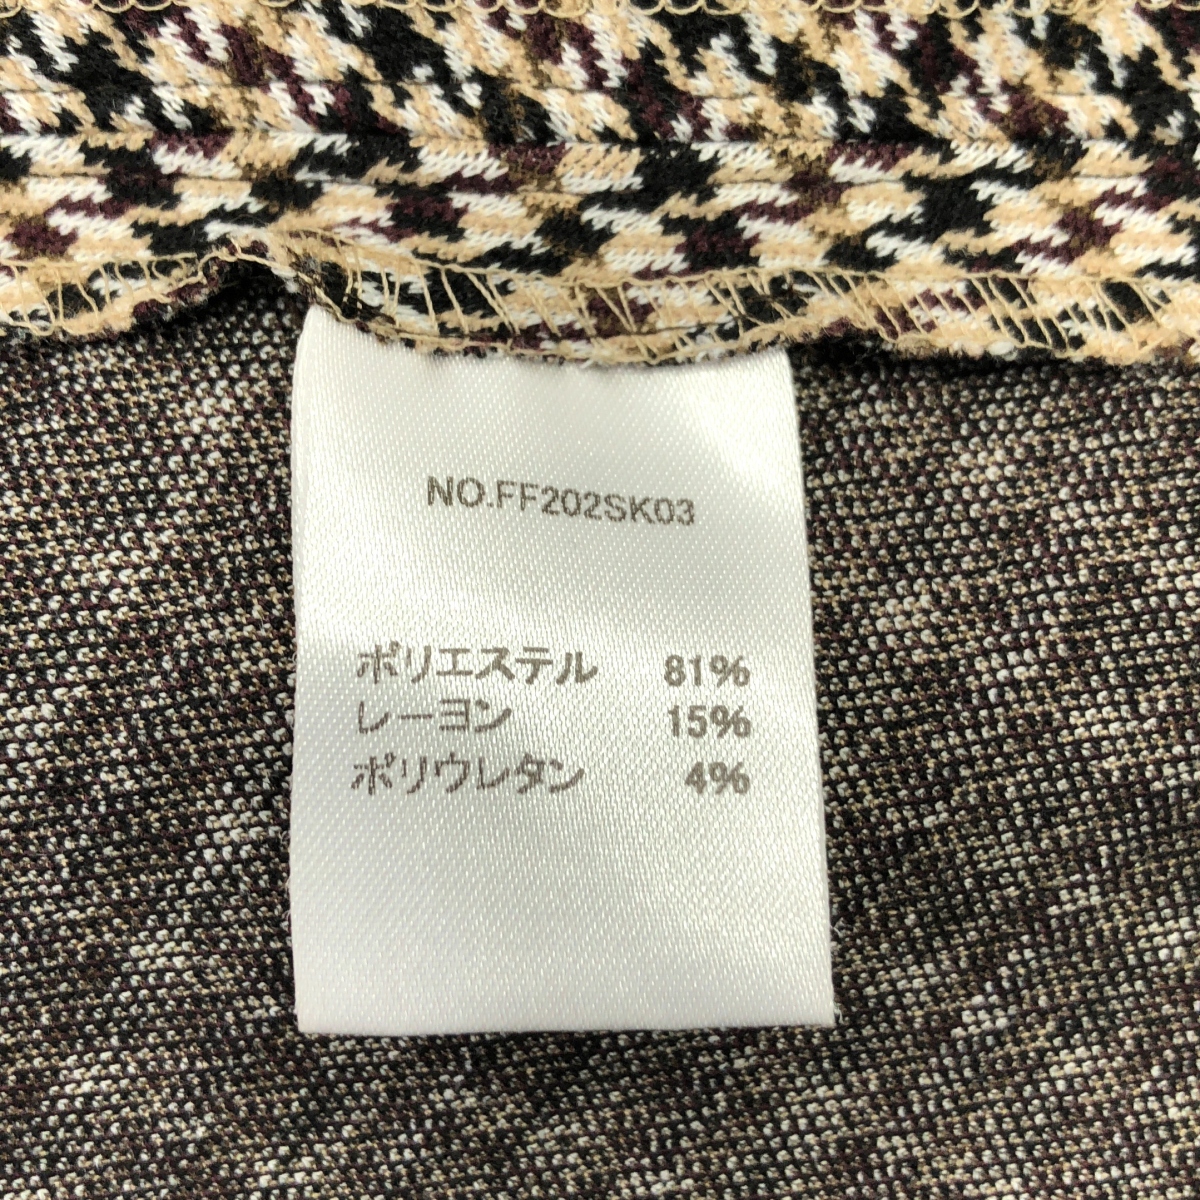 NO.FF202SK03
ポリエステル 81%
レーヨン 15%
ポリウレタン 4%